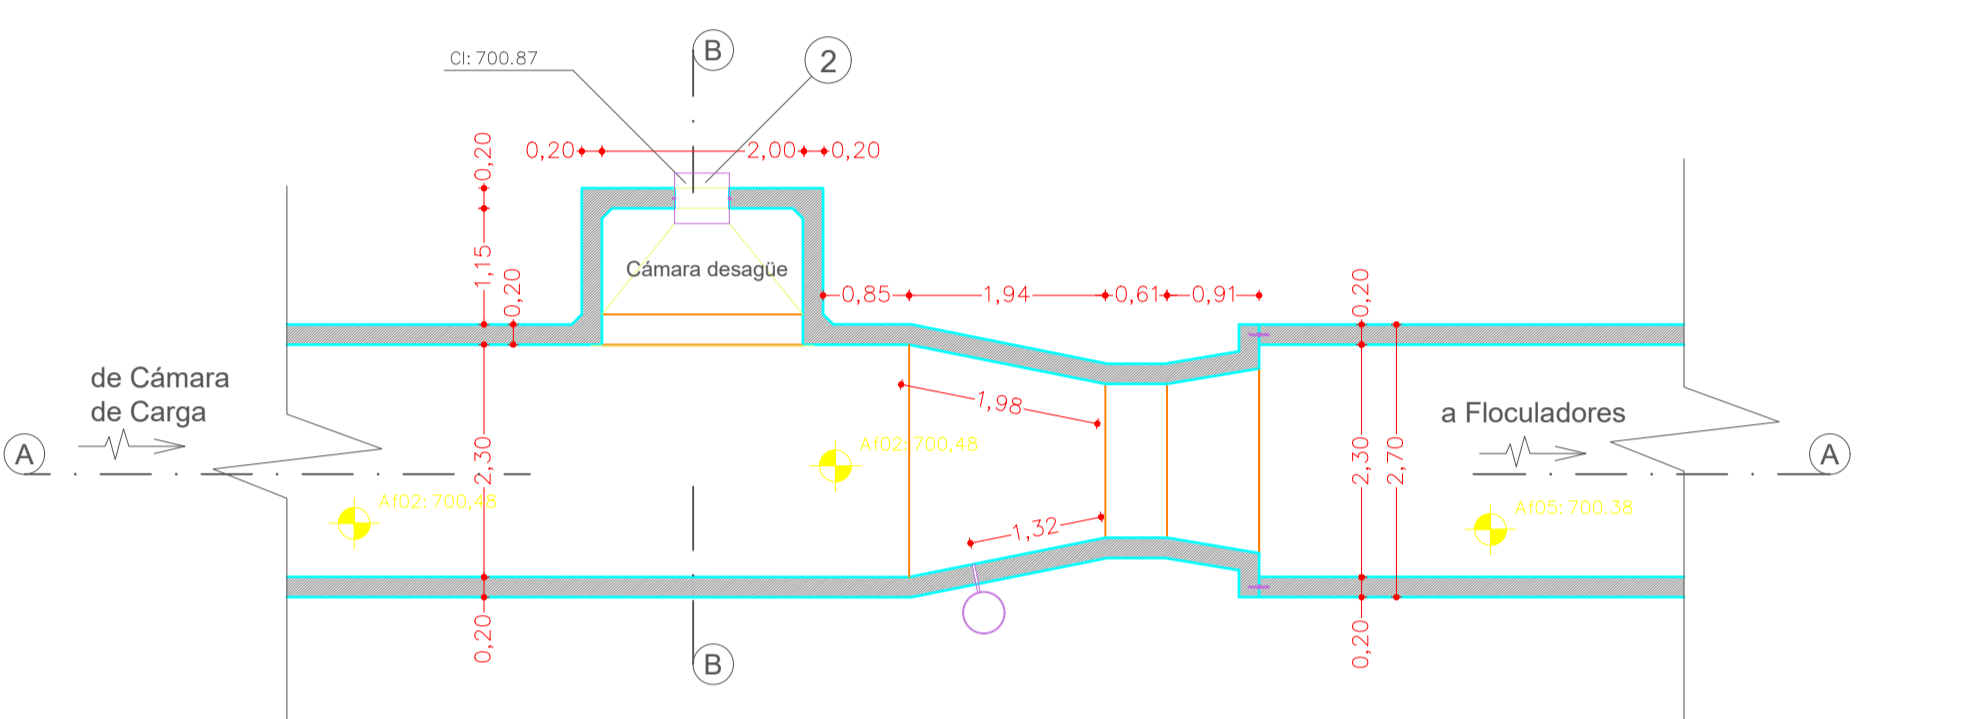 B
CI: 700.87
2
0,20
0,20
2,00
0,20
1,15
0,20
Cámara desagüe
0,85
1,94
0,61
0,91
0,20
de Cámara
de Carga
1,98
a Floculadores
A
2,30
Af02: 700,48
2,30
2,70
A
Af02: 700,48
1,32
Af05: 700.38
0,20
B
0,20